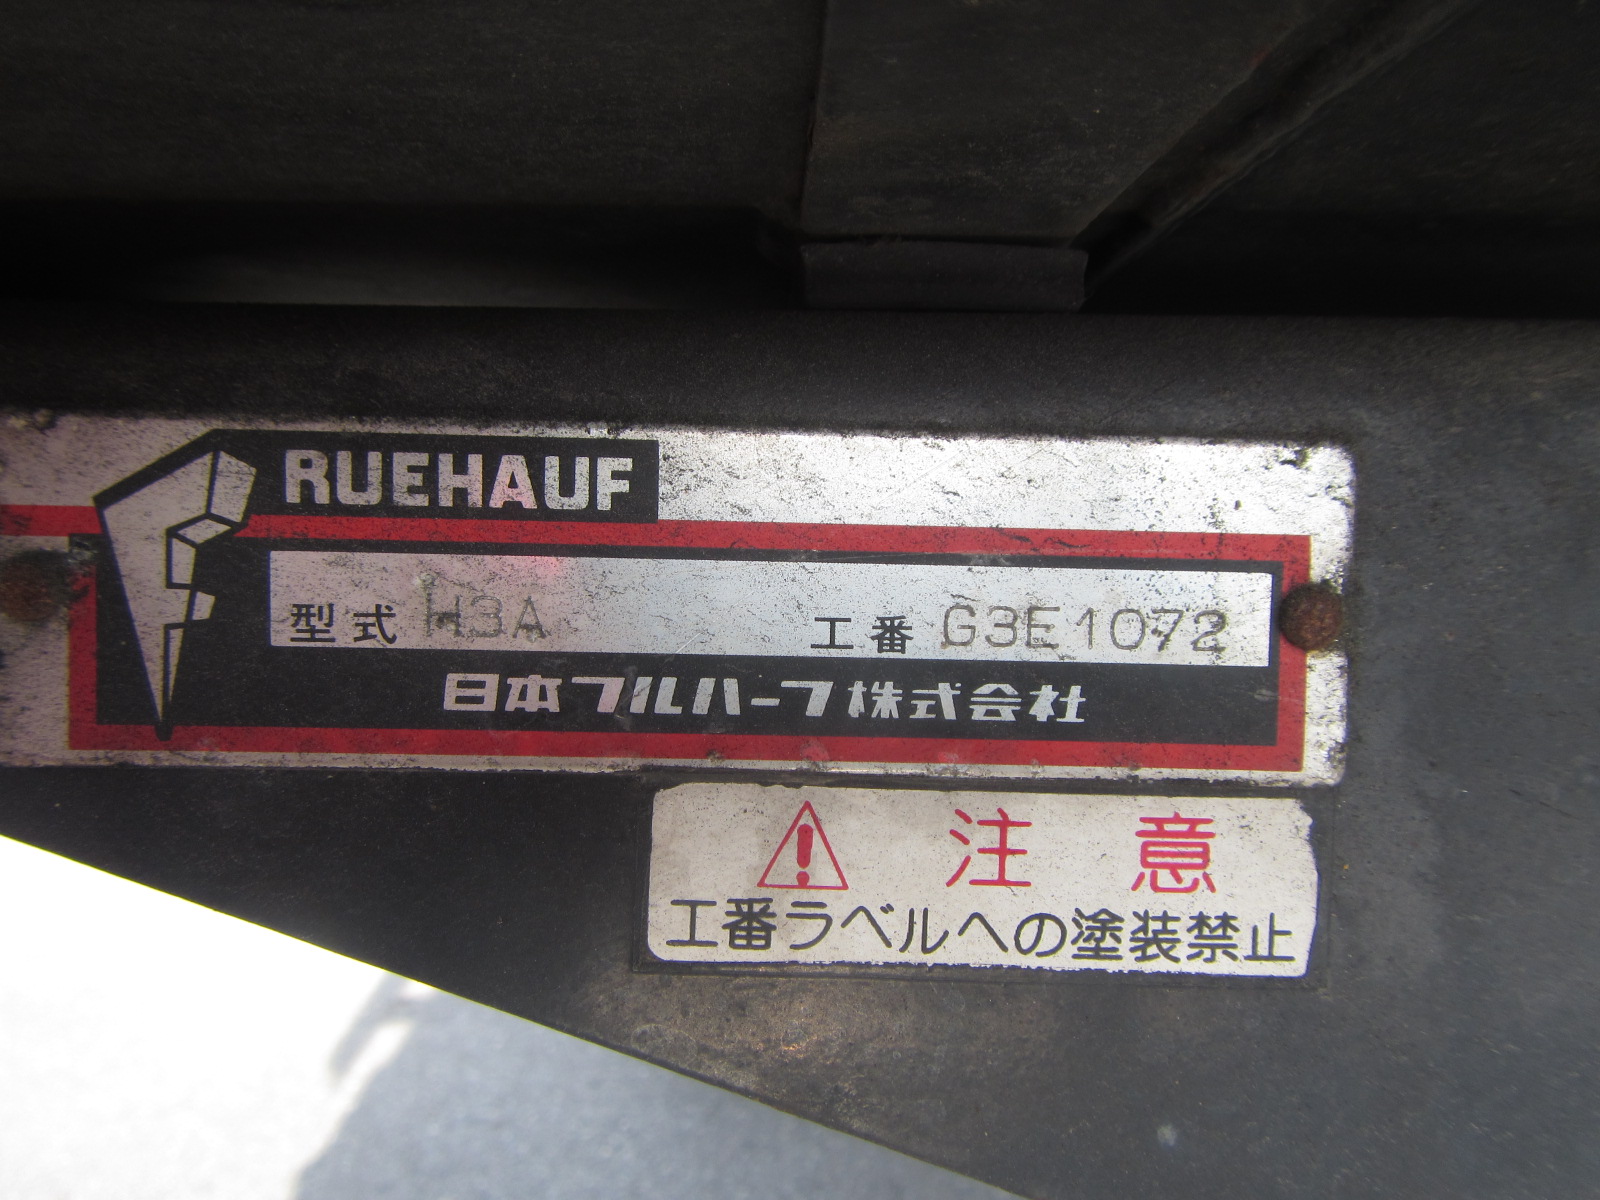 FRUEHAUF
型式 H3A 工番 G3E1072
日本フルハーフ株式会社
注意
工番ラベルへの塗装禁止